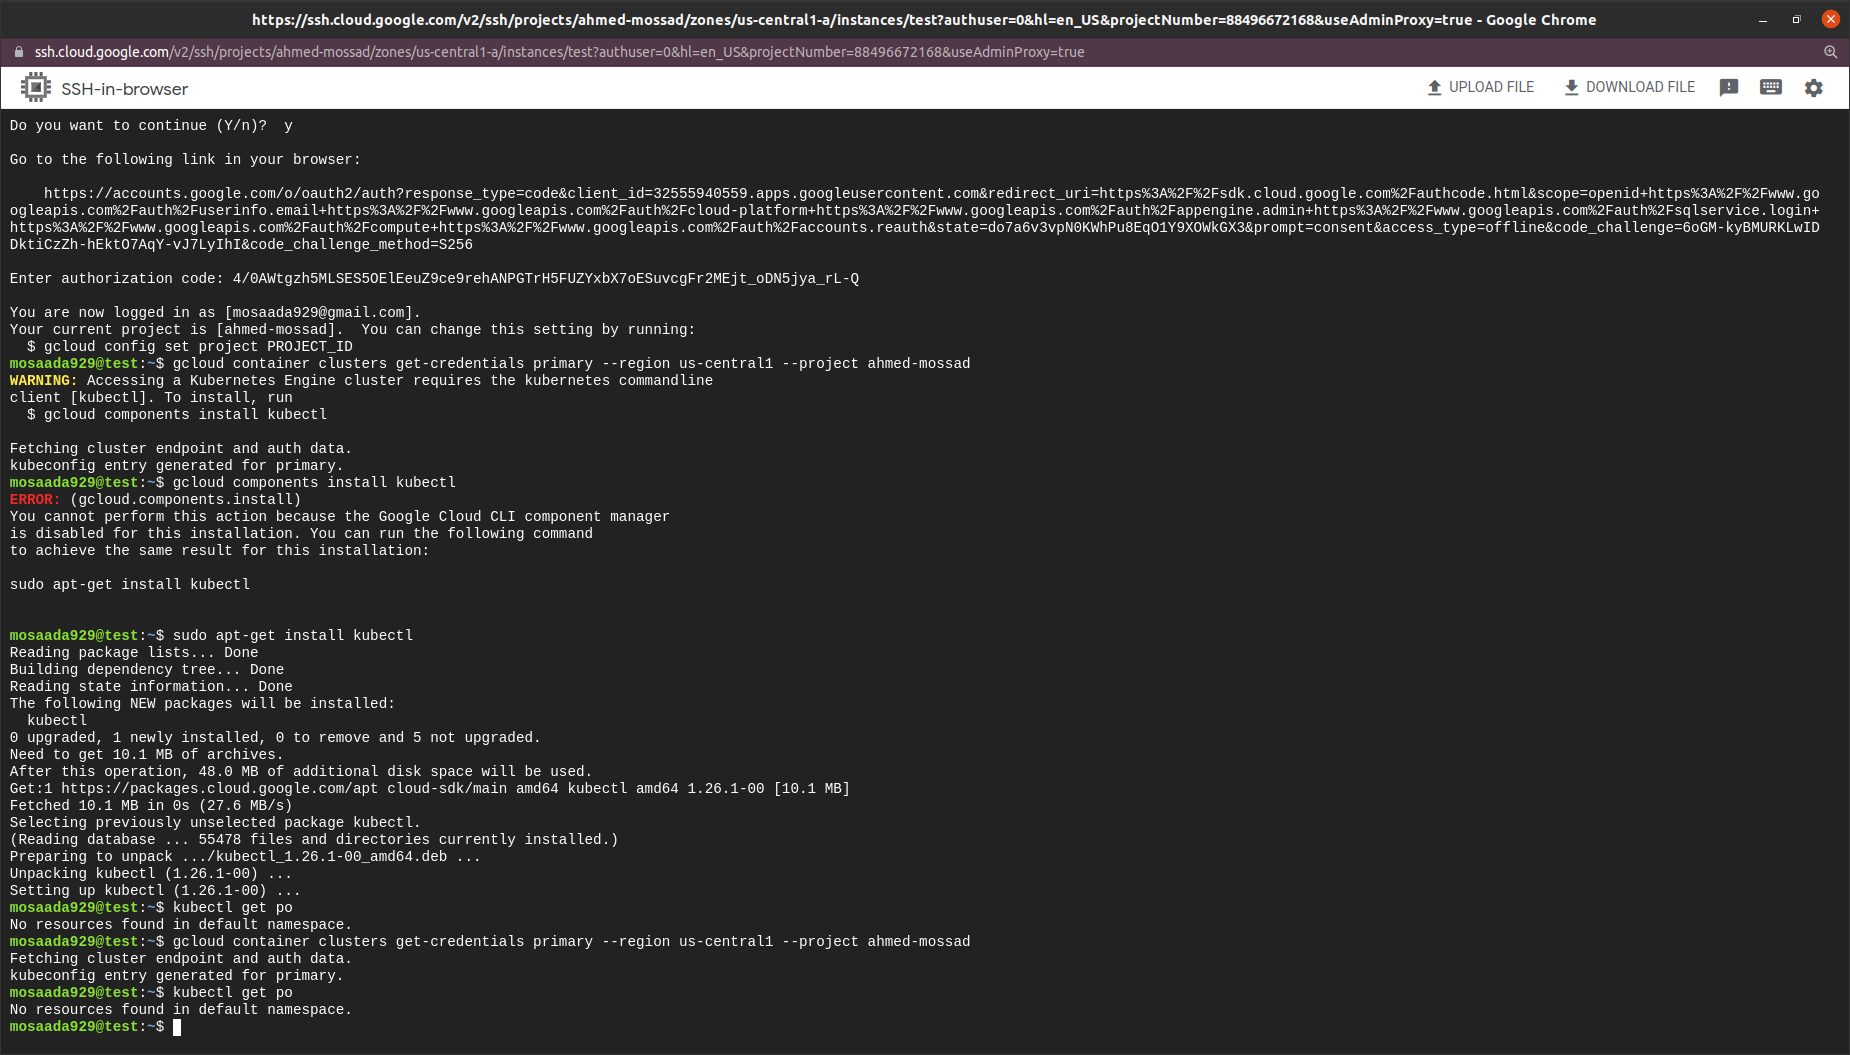 https://ssh.cloud.google.com/v2/ssh/projects/ahmed-mossad/zones/us-central1-a/instances/test?authuser=0&hl=en_US&projectNumber=88496672168&useAdminProxy=true - Google Chrome
ssh.cloud.google.com/v2/ssh/projects/ahmed-mossad/zones/us-central1-a/instances/test?authuser=0&hl=en_US&projectNumber=88496672168&useAdminProxy=true
SSH-in-browser
UPLOAD FILE
DOWNLOAD FILE
Do you want to continue (Y/n)?  y
Go to the following link in your browser:
    https://accounts.google.com/o/oauth2/auth?response_type=code&client_id=32555940559.apps.googleusercontent.com&redirect_uri=https%3A%2F%2Fsdk.cloud.google.com%2Fauthcode.html&scope=openid+https%3A%2F%2Fwww.go
ogleapis.com%2Fauth%2Fuserinfo.email+https%3A%2F%2Fwww.googleapis.com%2Fauth%2Fcloud-platform+https%3A%2F%2Fwww.googleapis.com%2Fauth%2Fappengine.admin+https%3A%2F%2Fwww.googleapis.com%2Fauth%2Fsqlservice.login+
https%3A%2F%2Fwww.googleapis.com%2Fauth%2Fcompute+https%3A%2F%2Fwww.googleapis.com%2Fauth%2Faccounts.reauth&state=do7a6v3vpN0KWhPu8EqO1Y9XOWkGX3&prompt=consent&access_type=offline&code_challenge=6oGM-kyBMURKLwID
DktiCzZh-hEktO7AqY-vJ7LyIhI&code_challenge_method=S256
Enter authorization code: 4/0AWtgzh5MLSES5OElEeuZ9ce9rehANPGTrH5FUZYxbX7oESuvcgFr2MEjt_oDN5jya_rL-Q
You are now logged in as [mosaada929@gmail.com].
Your current project is [ahmed-mossad].  You can change this setting by running:
  $ gcloud config set project PROJECT_ID
mosaada929@test:~$ gcloud container clusters get-credentials primary --region us-central1 --project ahmed-mossad
WARNING: Accessing a Kubernetes Engine cluster requires the kubernetes commandline
client [kubectl]. To install, run
  $ gcloud components install kubectl
Fetching cluster endpoint and auth data.
kubeconfig entry generated for primary.
mosaada929@test:~$ gcloud components install kubectl
ERROR: (gcloud.components.install)
You cannot perform this action because the Google Cloud CLI component manager
is disabled for this installation. You can run the following command
to achieve the same result for this installation:
sudo apt-get install kubectl
mosaada929@test:~$ sudo apt-get install kubectl
Reading package lists... Done
Building dependency tree... Done
Reading state information... Done
The following NEW packages will be installed:
  kubectl
0 upgraded, 1 newly installed, 0 to remove and 5 not upgraded.
Need to get 10.1 MB of archives.
After this operation, 48.0 MB of additional disk space will be used.
Get:1 https://packages.cloud.google.com/apt cloud-sdk/main amd64 kubectl amd64 1.26.1-00 [10.1 MB]
Fetched 10.1 MB in 0s (27.6 MB/s)
Selecting previously unselected package kubectl.
(Reading database ... 55478 files and directories currently installed.)
Preparing to unpack .../kubectl_1.26.1-00_amd64.deb ...
Unpacking kubectl (1.26.1-00) ...
Setting up kubectl (1.26.1-00) ...
mosaada929@test:~$ kubectl get po
No resources found in default namespace.
mosaada929@test:~$ gcloud container clusters get-credentials primary --region us-central1 --project ahmed-mossad
Fetching cluster endpoint and auth data.
kubeconfig entry generated for primary.
mosaada929@test:~$ kubectl get po
No resources found in default namespace.
mosaada929@test:~$